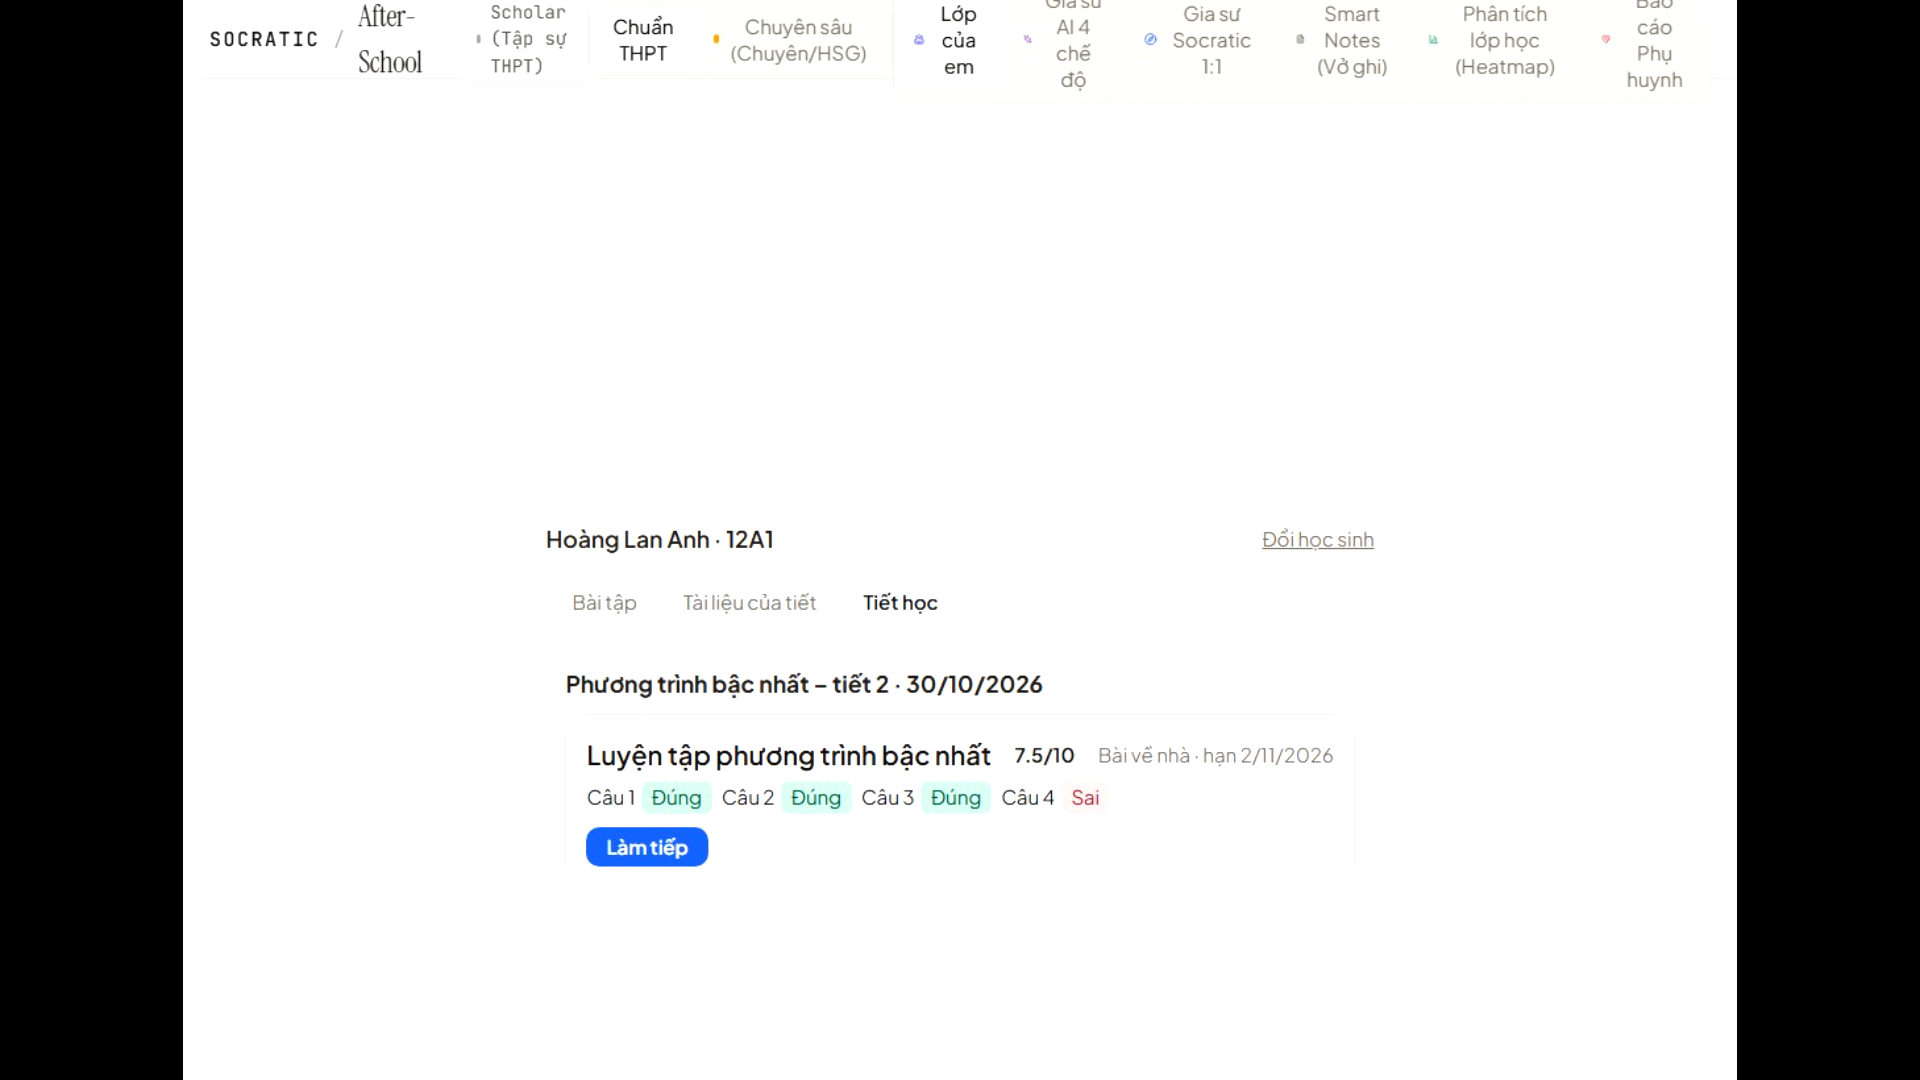 SOCRATIC / After-School
Scholar (Tập sự THPT)
Chuẩn THPT
Chuyên sâu (Chuyên/HSG)
Lớp của em
Gia sư AI 4 chế độ
Gia sư Socratic 1:1
Smart Notes (Vở ghi)
Phân tích lớp học (Heatmap)
Báo cáo Phụ huynh
Hoàng Lan Anh · 12A1 Đổi học sinh
Bài tập Tài liệu của tiết Tiết học
Phương trình bậc nhất – tiết 2 · 30/10/2026
Luyện tập phương trình bậc nhất 7.5/10 Bài về nhà · hạn 2/11/2026
Câu 1 Đúng Câu 2 Đúng Câu 3 Đúng Câu 4 Sai
Làm tiếp